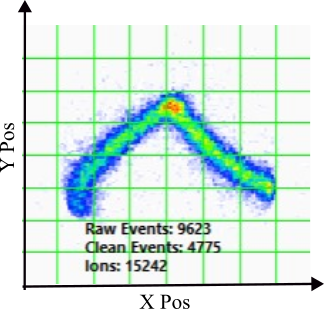 Y Pos
Raw Events: 9623
Clean Events: 4775
Ions: 15242
X Pos